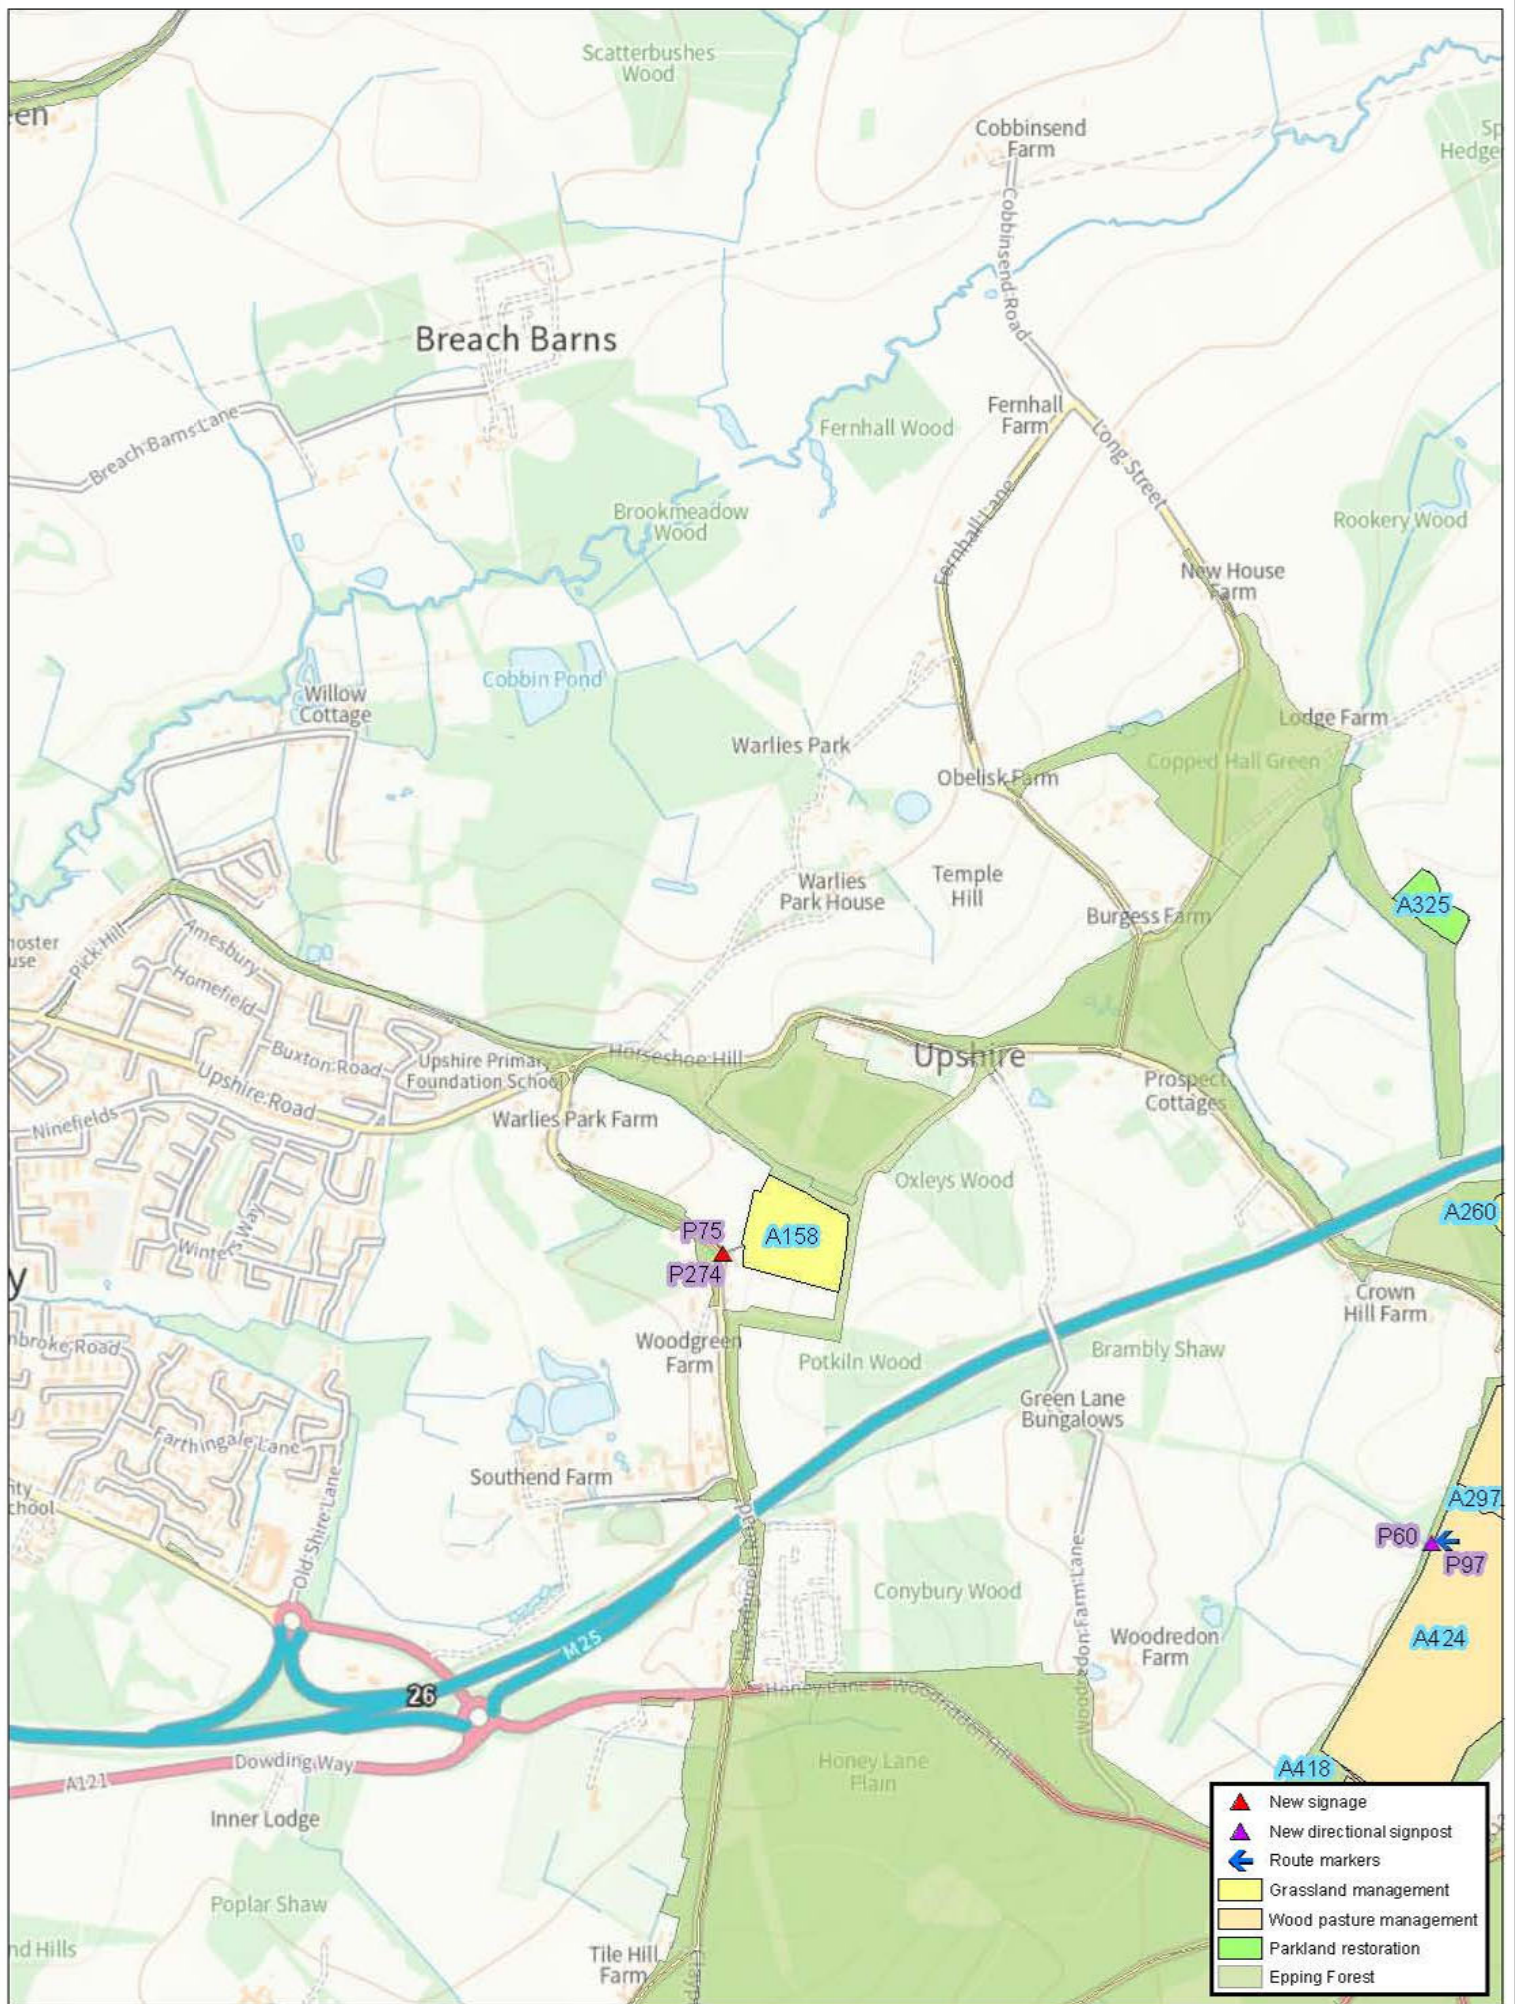 Scatterbushes
Wood
Cobbinsend
Farm
Hedge
Cobbinsend Road
Breach Barns
Fernhall
Farm
Fernhall Wood
Breach Barns Lane
Long Street
Brookmeadow
Wood
Rookery Wood
Fernhall Lane
New House
Farm
Cobbin Pond
Willow
Cottage
Lodge Farm
Warlies Park
Copped Hall Green
Obelisk Farm
Warlies
Park House
Temple
Hill
A325
Burgess Farm
Pick Hill
Amesbury
Homefield
Buxton Road
Upshire Primary
Foundation School
Horseshoe Hill
Upshire
Upshire Road
Prospect
Cottages
Ninefields
Warlies Park Farm
Oxleys Wood
Winters Way
P75
A158
P274
A260
Crown
Hill Farm
Woodgreen
Farm
Potkiln Wood
Brambly Shaw
Green Lane
Bungalows
Farthingale Lane
Southend Farm
Old Shire Lane
A297
P60
P97
Conybury Wood
Woodredon Farm Lane
Woodredon
Farm
A424
M25
26
Honey Lane
Woodredon Hill
Dowding Way
A121
Honey Lane
Plain
A418
Inner Lodge
Poplar Shaw
nd Hills
Tile Hill
Farm
New signage
New directional signpost
Route markers
Grassland management
Wood pasture management
Parkland restoration
Epping Forest